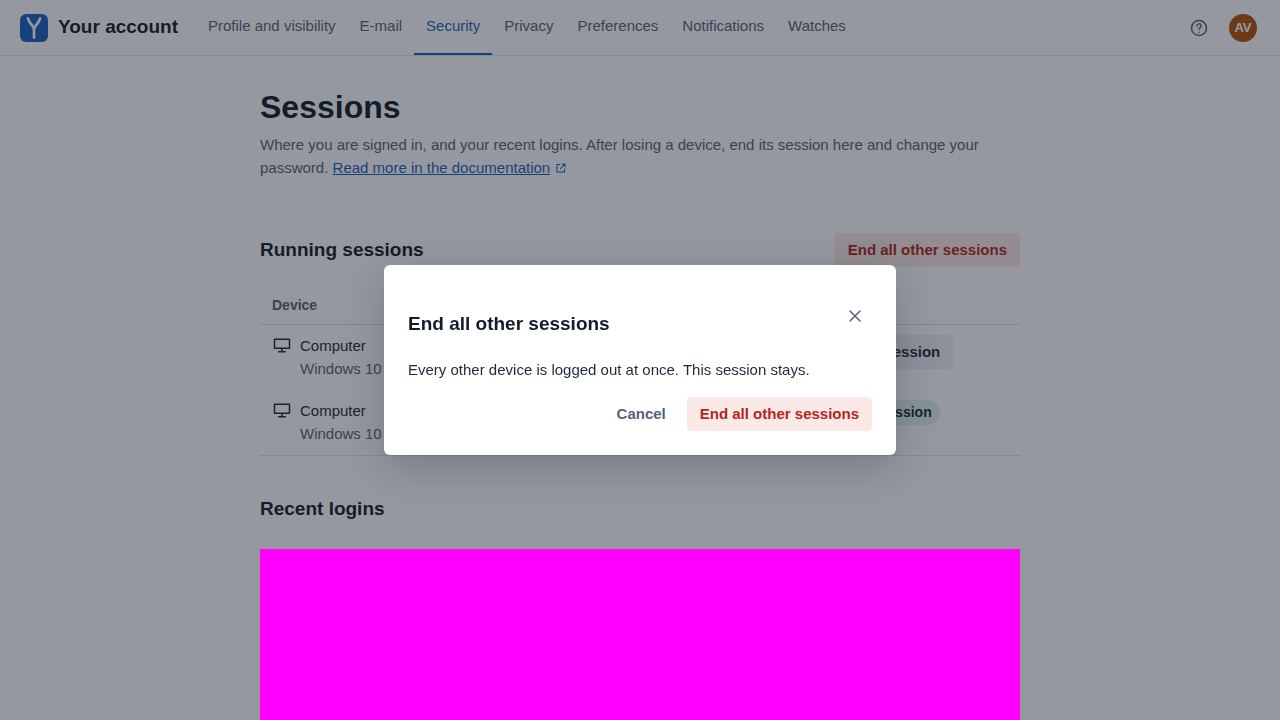 Your account
Profile and visibility
E-mail
Security
Privacy
Preferences
Notifications
Watches
AV
Sessions
Where you are signed in, and your recent logins. After losing a device, end its session here and change your
password. Read more in the documentation
Running sessions
End all other sessions
Device
Computer
Windows 10
Computer
Windows 10
End all other sessions
Every other device is logged out at once. This session stays.
Cancel
End all other sessions
Recent logins